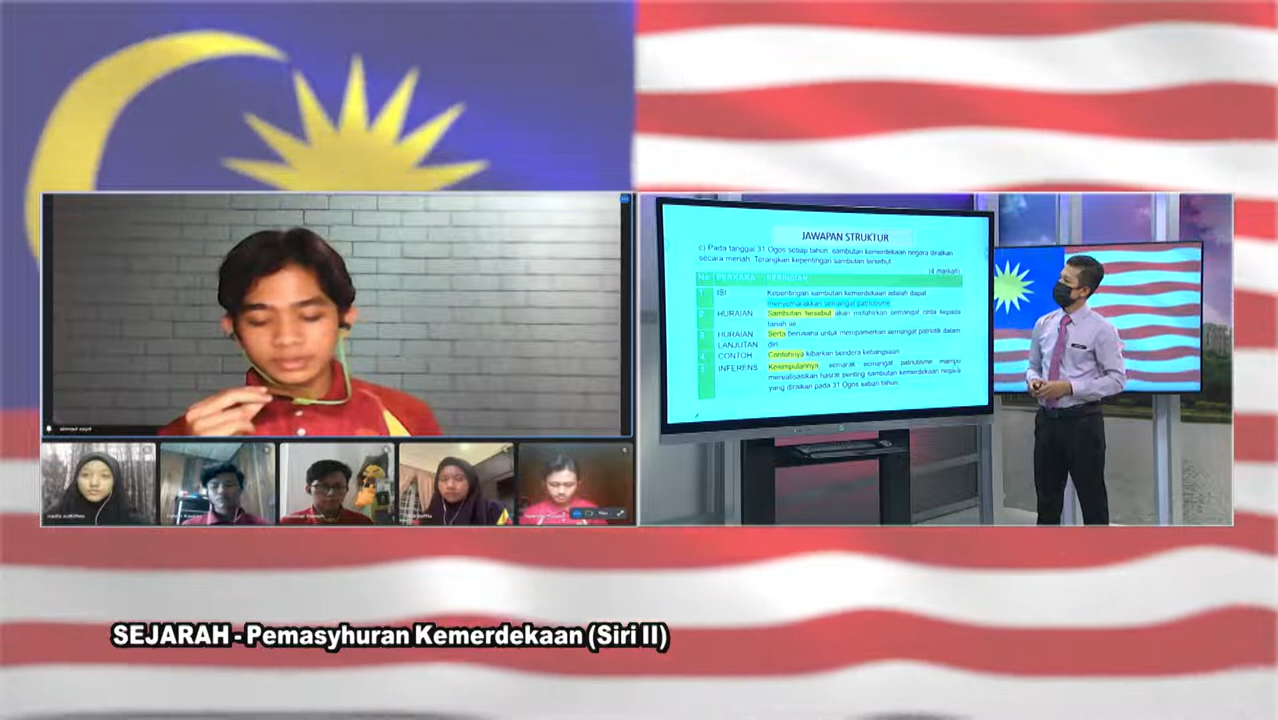 JAWAPAN STRUKTUR
c) Pada tanggal 31 Ogos setiap tahun, sambutan kemerdekaan negara diraikan
secara meriah. Terangkan kepentingan sambutan tersebut.
(4 markah)
No PERKARA
1 ISI Kepentingan sambutan kemerdekaan adalah dapat
menyemarakkan semangat patriotisme
2 HURAIAN Sambutan tersebut akan melahirkan semangat cinta kepada
tanah air
3 HURAIAN Serta berusaha untuk mempamerkan semangat patriotik dalam
LANJUTAN diri
4 CONTOH Contohnya kibarkan bendera kebangsaan
5 INFERENS Kesimpulannya semarak semangat patriotisme mampu
merealisasikan hasrat penting sambutan kemerdekaan negara
yang diraikan pada 31 Ogos saban tahun.
SEJARAH - Pemasyhuran Kemerdekaan (Siri II)